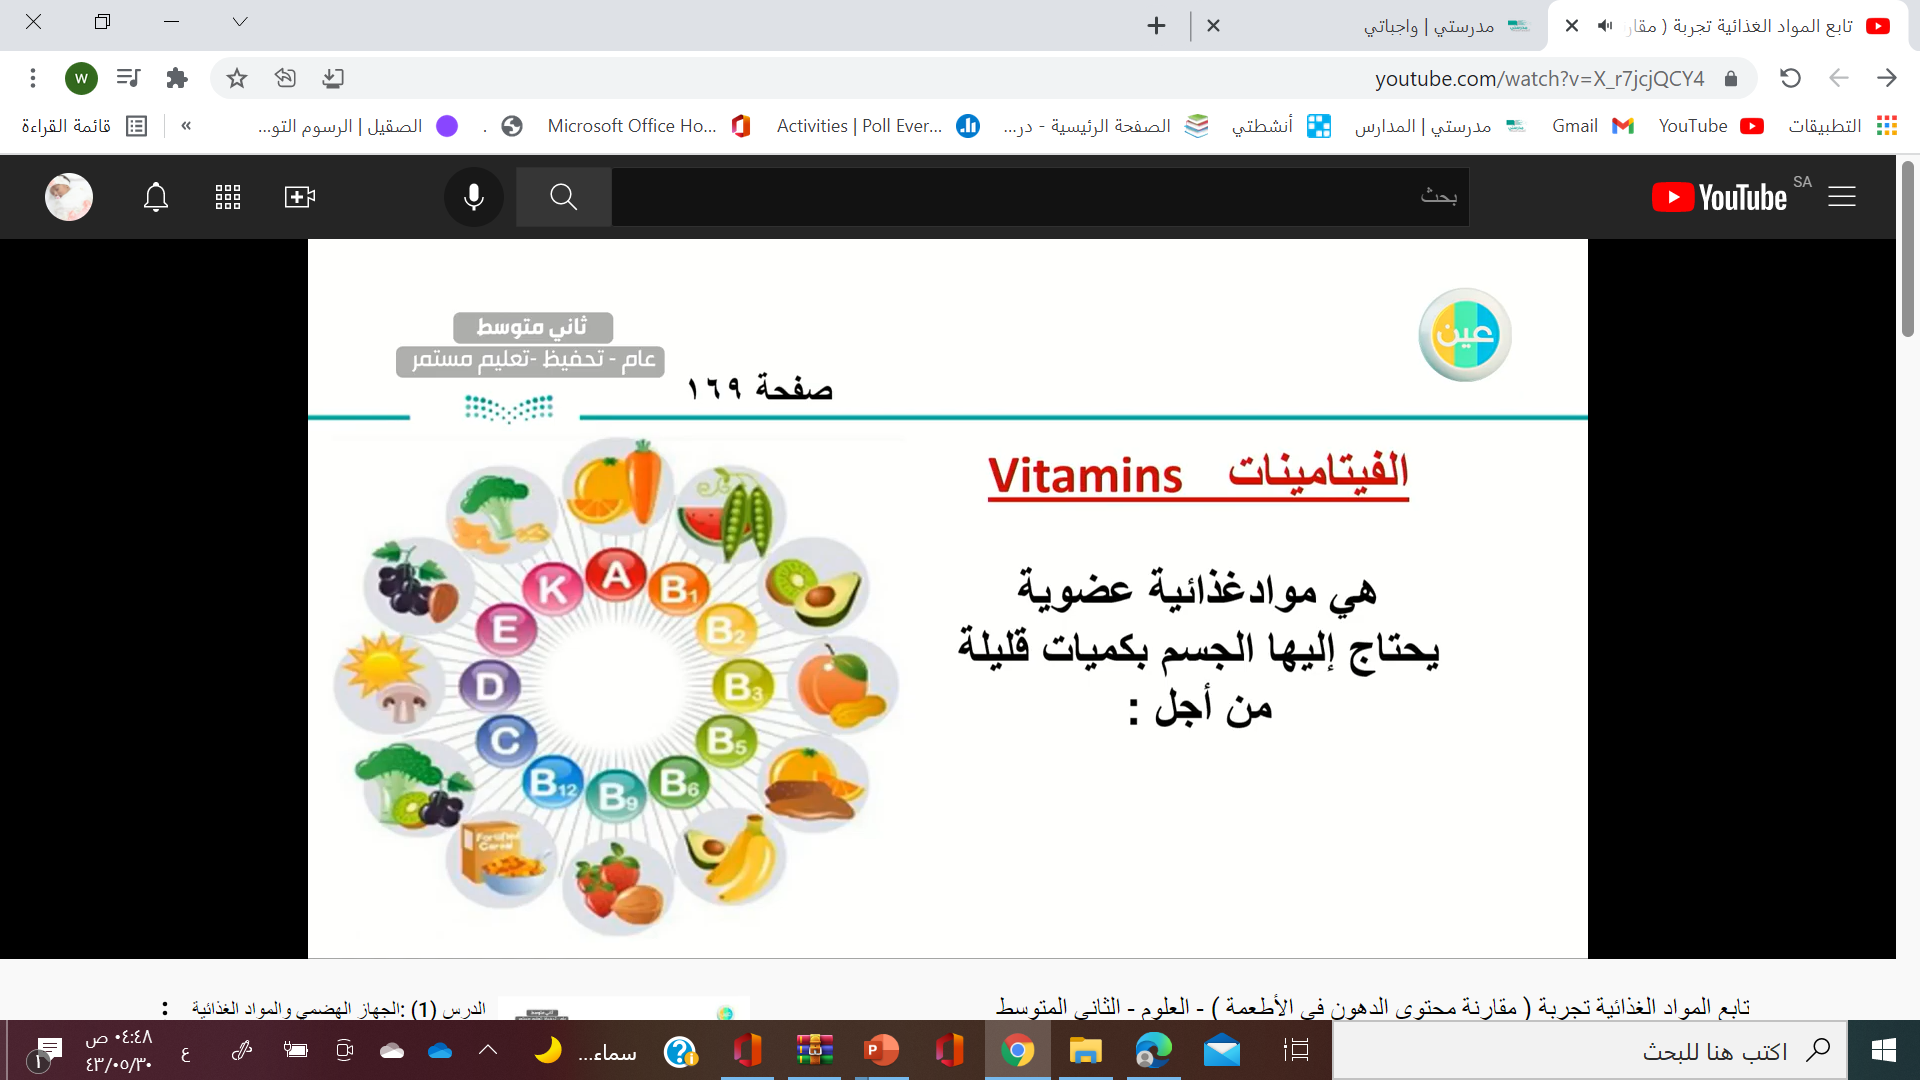 تابع المواد الغذائية تجربة ( مقار
مدرستي | واجباتي
youtube.com/watch?v=X_r7jcjQCY4
W
التطبيقات
YouTube
Gmail
مدرستي | المدارس
أنشطتي
الصفحة الرئيسية - در...
Activities | Poll Ever...
Microsoft Office Ho...
.
الصقيل | الرسوم التو...
»
قائمة القراءة
YouTube SA
بحث
عين
ثاني متوسط
عام - تحفيظ -تعليم مستمر
صفحة ١٦٩
الفيتامينات Vitamins
هي موادغذائية عضوية
يحتاج إليها الجسم بكميات قليلة
من أجل :
A
B1
B2
B3
B5
B6
B9
B12
C
D
E
K
Fortified
Cereal
تابع المواد الغذائية تجربة ( مقارنة محتوى الدهون في الأطعمة ) - العلوم - الثاني المتوسط
الدرس (1) :الجهاز الهضمي والمواد الغذائية
اكتب هنا للبحث
سماء...
ع
٠٤:٤٨ ص
٤٣/٠٥/٣٠
١